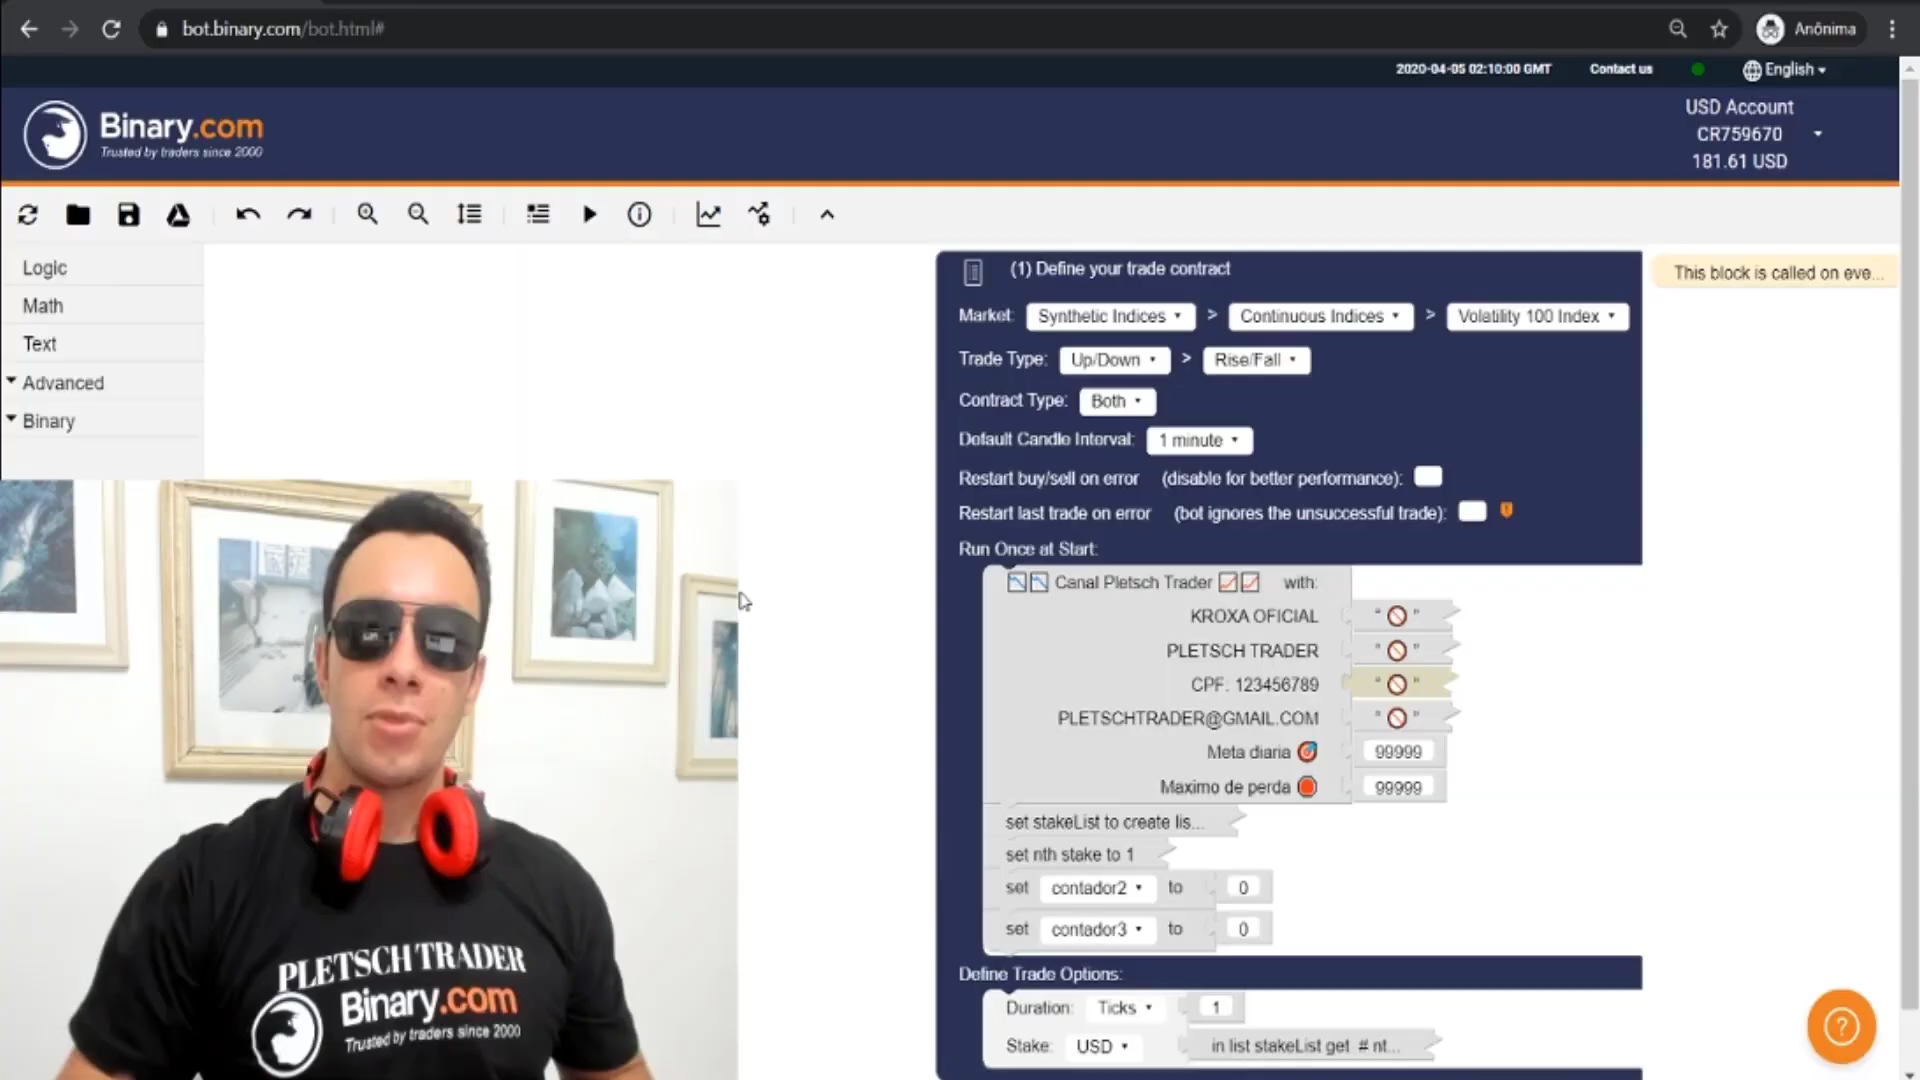 bot.binary.com/bot.html#
Anônima
2020-04-05 02:10:00 GMT
Contact us
English
Binary.com
Trusted by traders since 2000
USD Account
CR759670
181.61 USD
Logic
Math
Text
Advanced
Binary
(1) Define your trade contract
This block is called on eve...
Market: Synthetic Indices > Continuous Indices > Volatility 100 Index
Trade Type: Up/Down > Rise/Fall
Contract Type: Both
Default Candle Interval: 1 minute
Restart buy/sell on error (disable for better performance):
Restart last trade on error (bot ignores the unsuccessful trade):
Run Once at Start:
Canal Pletsch Trader with:
KROXA OFICIAL
PLETSCH TRADER
CPF: 123456789
PLETSCHTRADER@GMAIL.COM
Meta diaria 99999
Maximo de perda 99999
set stakeList to create lis...
set nth stake to 1
set contador2 to 0
set contador3 to 0
Define Trade Options:
Duration: Ticks 1
Stake: USD in list stakeList get # nt...
PLETSCH TRADER
Binary.com
Trusted by traders since 2000